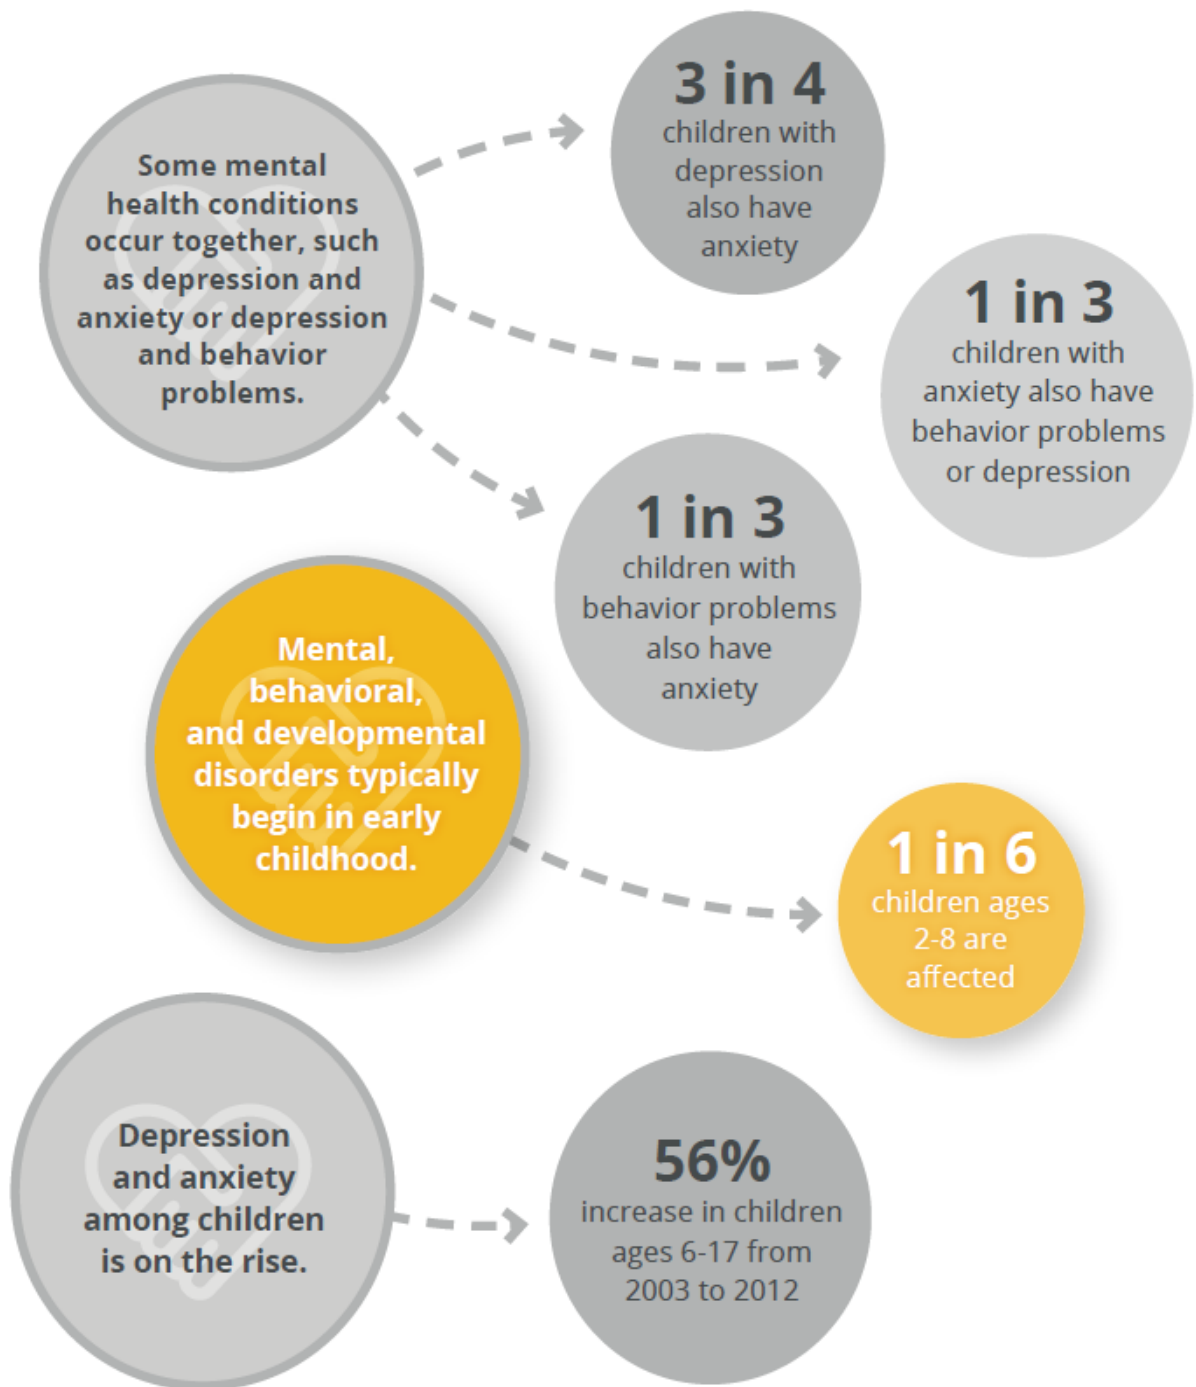 Some mental
health conditions
occur together, such
as depression and
anxiety or depression
and behavior
problems.
3 in 4
children with
depression
also have
anxiety
1 in 3
children with
anxiety also have
behavior problems
or depression
1 in 3
children with
behavior problems
also have
anxiety
Mental,
behavioral,
and developmental
disorders typically
begin in early
childhood.
1 in 6
children ages
2-8 are
affected
Depression
and anxiety
among children
is on the rise.
56%
increase in children
ages 6-17 from
2003 to 2012